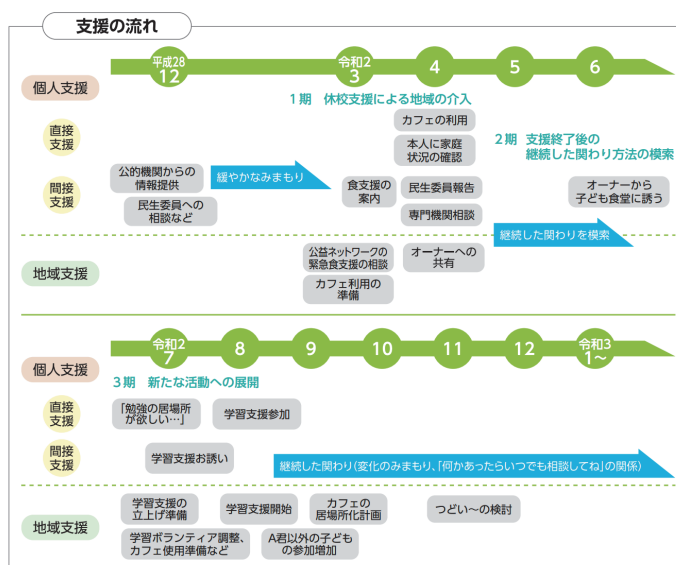 支援の流れ
平成28
12
令和2
3
4
5
6
個人支援
1期 休校支援による地域の介入
直接
支援
カフェの利用
本人に家庭
状況の確認
2期 支援終了後の
継続した関わり方法の模索
間接
支援
公的機関からの
情報提供
民生委員への
相談など
緩やかなみまもり
食支援の
案内
民生委員報告
専門機関相談
オーナーから
子ども食堂に誘う
継続した関わりを模索
地域支援
公益ネットワークの
緊急食支援の相談
カフェ利用の
準備
オーナーへの
共有
令和2
7
8
9
10
11
12
令和3
1〜
個人支援
3期 新たな活動への展開
直接
支援
「勉強の居場所
が欲しい…」
学習支援参加
間接
支援
学習支援お誘い
継続した関わり(変化のみまもり、「何かあったらいつでも相談してね」の関係)
地域支援
学習支援の
立上げ準備
学習支援開始
カフェの
居場所化計画
つどい〜の検討
学習ボランティア調整、
カフェ使用準備など
A君以外の子ども
の参加増加